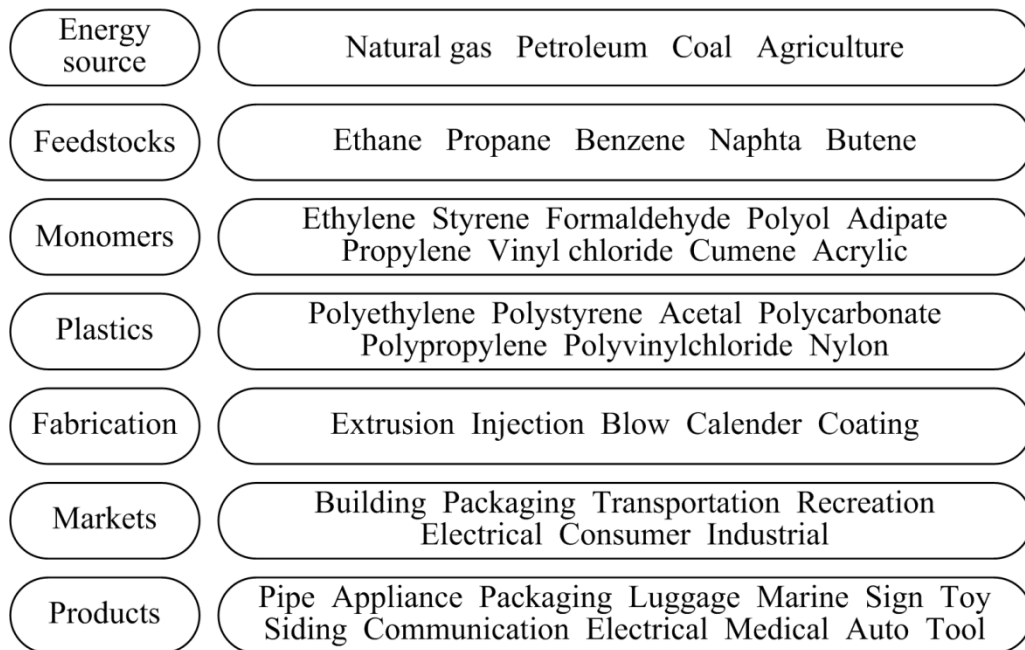 Energy
source
Natural gas Petroleum Coal Agriculture
Feedstocks
Ethane Propane Benzene Naphta Butene
Monomers
Ethylene Styrene Formaldehyde Polyol Adipate
Propylene Vinyl chloride Cumene Acrylic
Plastics
Polyethylene Polystyrene Acetal Polycarbonate
Polypropylene Polyvinylchloride Nylon
Fabrication
Extrusion Injection Blow Calender Coating
Markets
Building Packaging Transportation Recreation
Electrical Consumer Industrial
Products
Pipe Appliance Packaging Luggage Marine Sign Toy
Siding Communication Electrical Medical Auto Tool